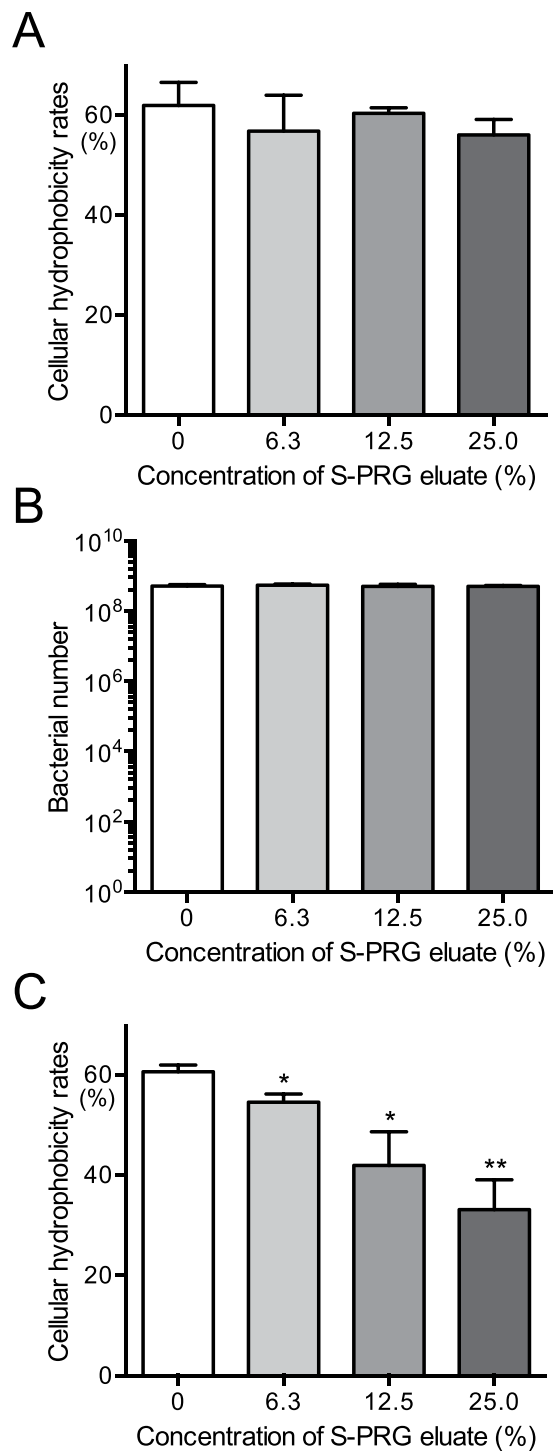 A
Cellular hydrophobicity rates
(%)
60
40
20
0
0 6.3 12.5 25.0
Concentration of S-PRG eluate (%)
B
Bacterial number
10^10
10^8
10^6
10^4
10^2
10^0
0 6.3 12.5 25.0
Concentration of S-PRG eluate (%)
C
Cellular hydrophobicity rates
(%)
60
40
20
0
*
*
**
0 6.3 12.5 25.0
Concentration of S-PRG eluate (%)